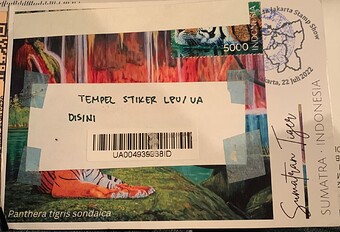 5000
INDONESIA
Jakarta Stamp Show
Jakarta, 22 Juli 2022
TEMPEL STIKER LPU/UA
DISINI
Panthera tigris sondaica
Sumatran Tiger
SUMATRA · INDONESIA